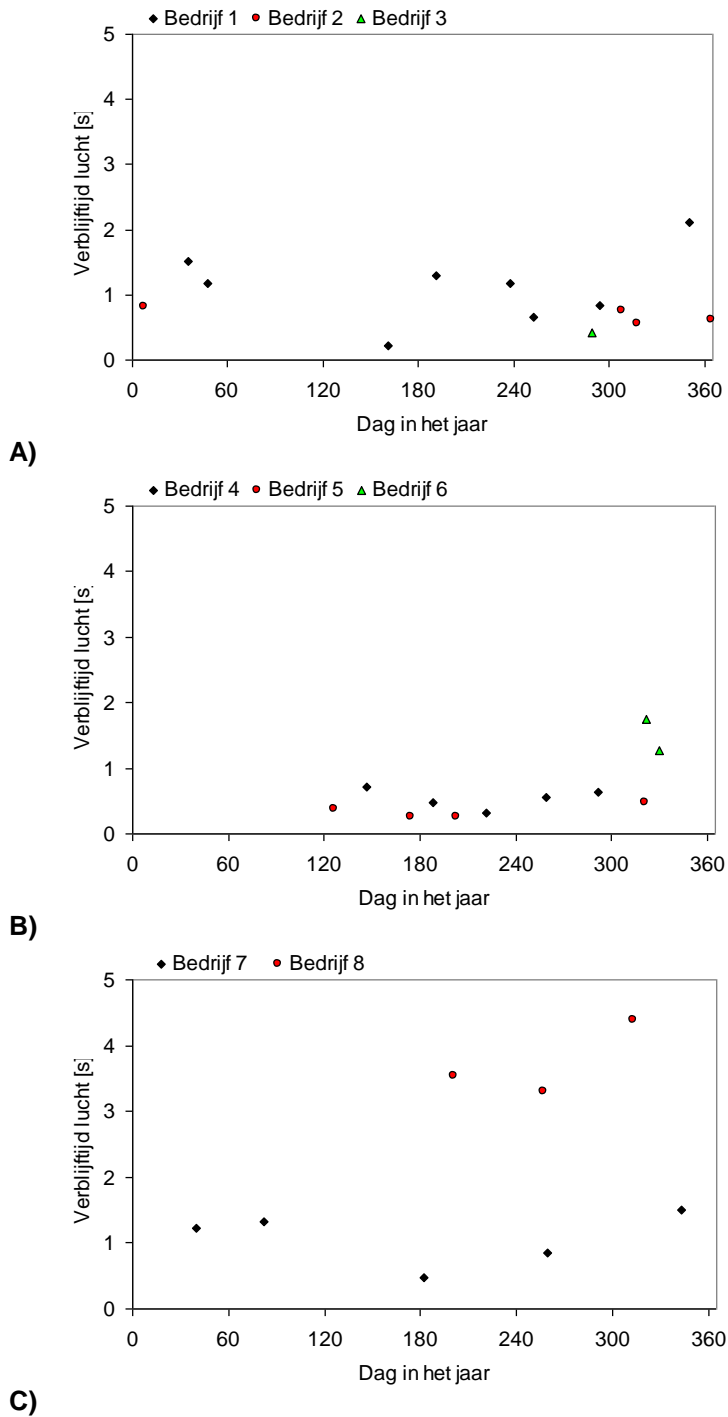 Bedrijf 1 Bedrijf 2 Bedrijf 3
5
4
3
2
1
0
Verblijftijd lucht [s]
0 60 120 180 240 300 360
Dag in het jaar
A)
Bedrijf 4 Bedrijf 5 Bedrijf 6
5
4
3
2
1
0
Verblijftijd lucht [s]
0 60 120 180 240 300 360
Dag in het jaar
B)
Bedrijf 7 Bedrijf 8
5
4
3
2
1
0
Verblijftijd lucht [s]
0 60 120 180 240 300 360
Dag in het jaar
C)